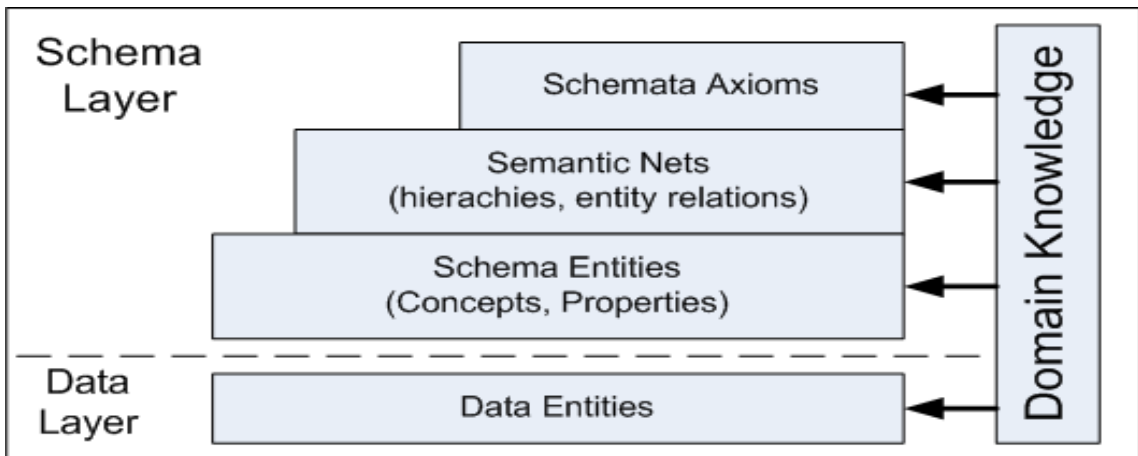 Schema
Layer
Schemata Axioms
Semantic Nets
(hierachies, entity relations)
Schema Entities
(Concepts, Properties)
Data
Layer
Data Entities
Domain Knowledge